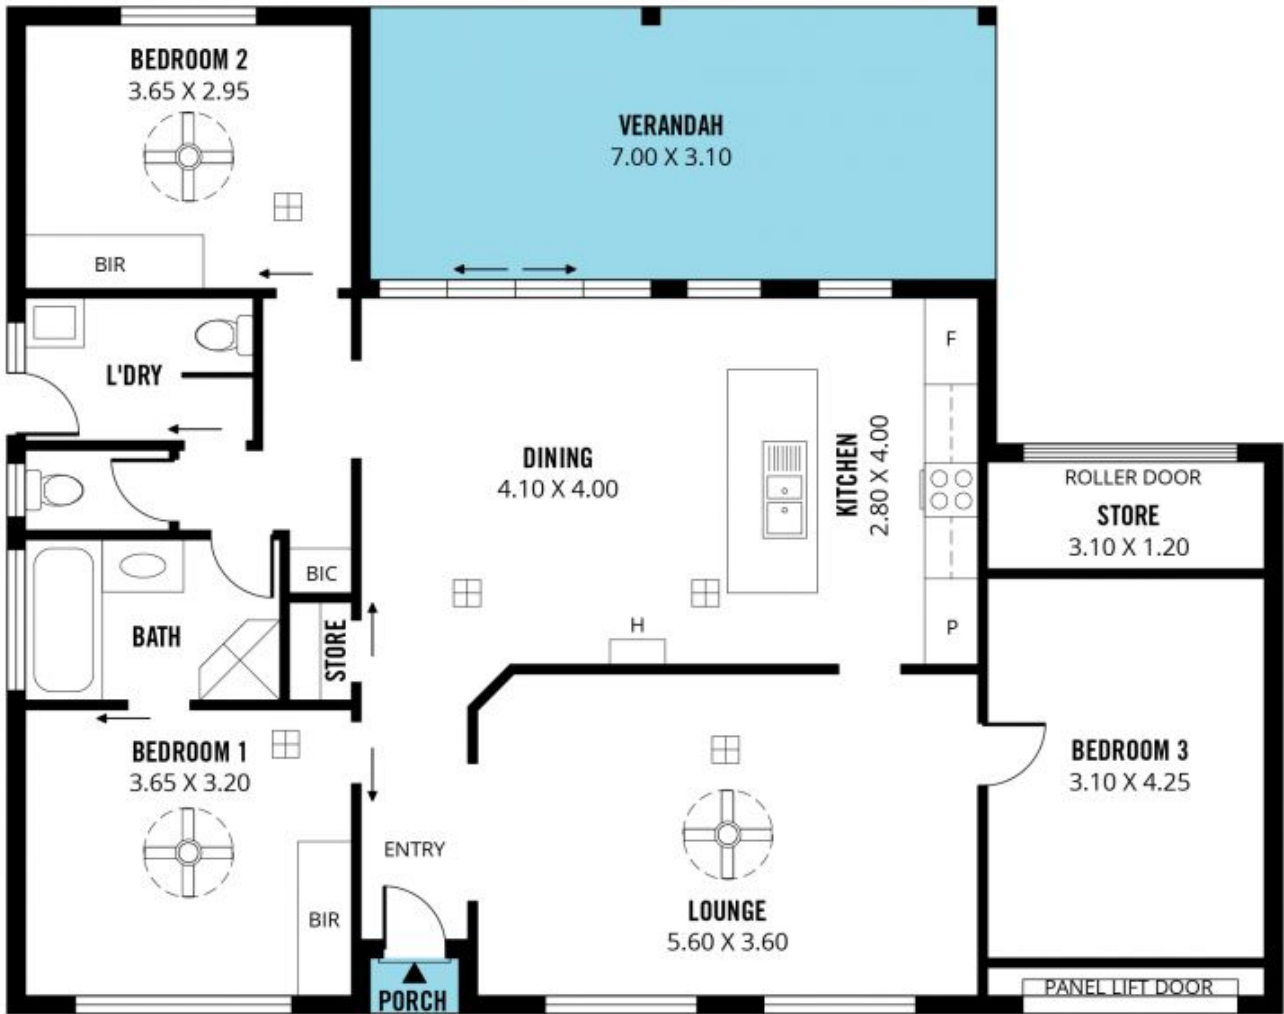 BEDROOM 2
3.65 X 2.95
BIR
VERANDAH
7.00 X 3.10
L'DRY
DINING
4.10 X 4.00
KITCHEN
2.80 X 4.00
F
P
H
ROLLER DOOR
STORE
3.10 X 1.20
BIC
STORE
BATH
BEDROOM 1
3.65 X 3.20
BIR
ENTRY
PORCH
LOUNGE
5.60 X 3.60
BEDROOM 3
3.10 X 4.25
PANEL LIFT DOOR